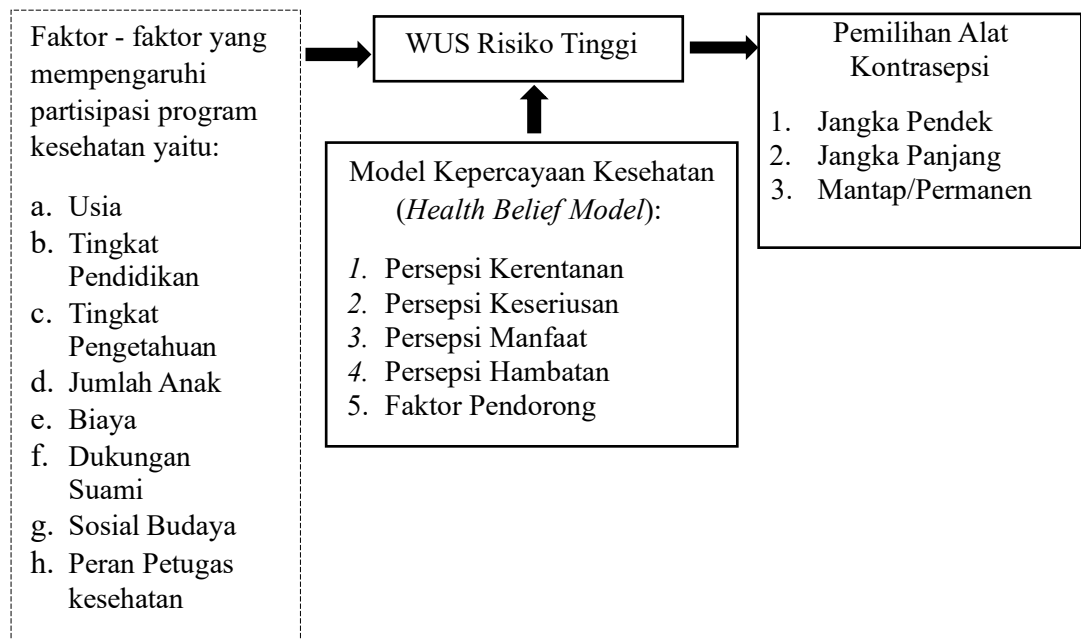 Faktor - faktor yang
mempengaruhi
partisipasi program
kesehatan yaitu:
a. Usia
b. Tingkat
Pendidikan
c. Tingkat
Pengetahuan
d. Jumlah Anak
e. Biaya
f. Dukungan
Suami
g. Sosial Budaya
h. Peran Petugas
kesehatan
WUS Risiko Tinggi
Model Kepercayaan Kesehatan
(Health Belief Model):
1. Persepsi Kerentanan
2. Persepsi Keseriusan
3. Persepsi Manfaat
4. Persepsi Hambatan
5. Faktor Pendorong
Pemilihan Alat
Kontrasepsi
1. Jangka Pendek
2. Jangka Panjang
3. Mantap/Permanen